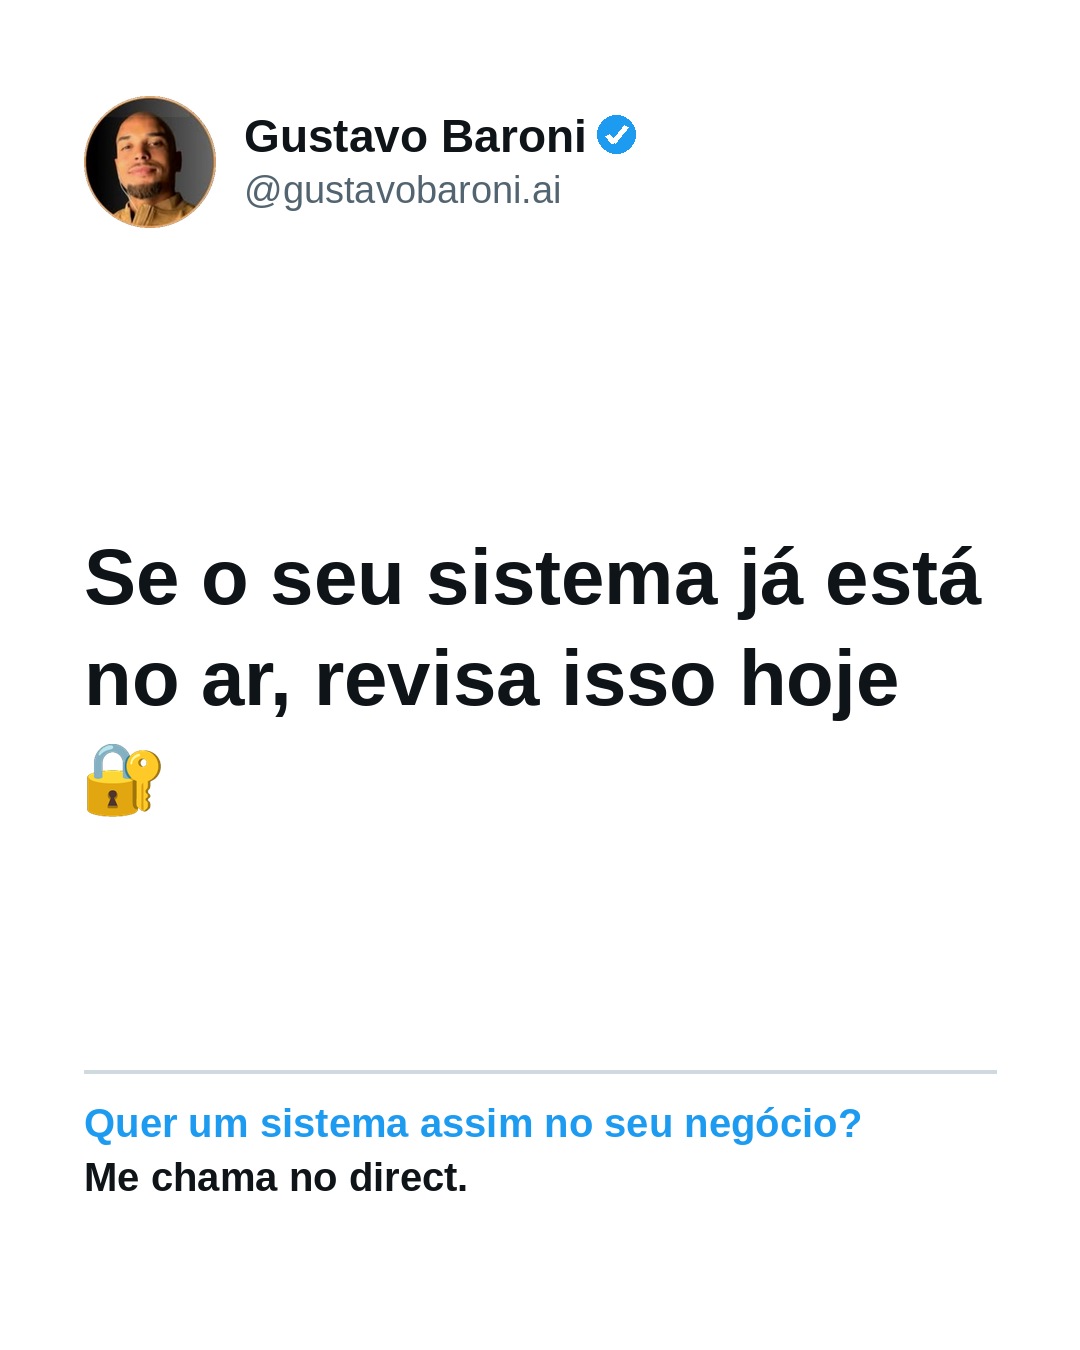 Gustavo Baroni
@gustavobaroni.ai
Se o seu sistema já está
no ar, revisa isso hoje
🔐
Quer um sistema assim no seu negócio?
Me chama no direct.